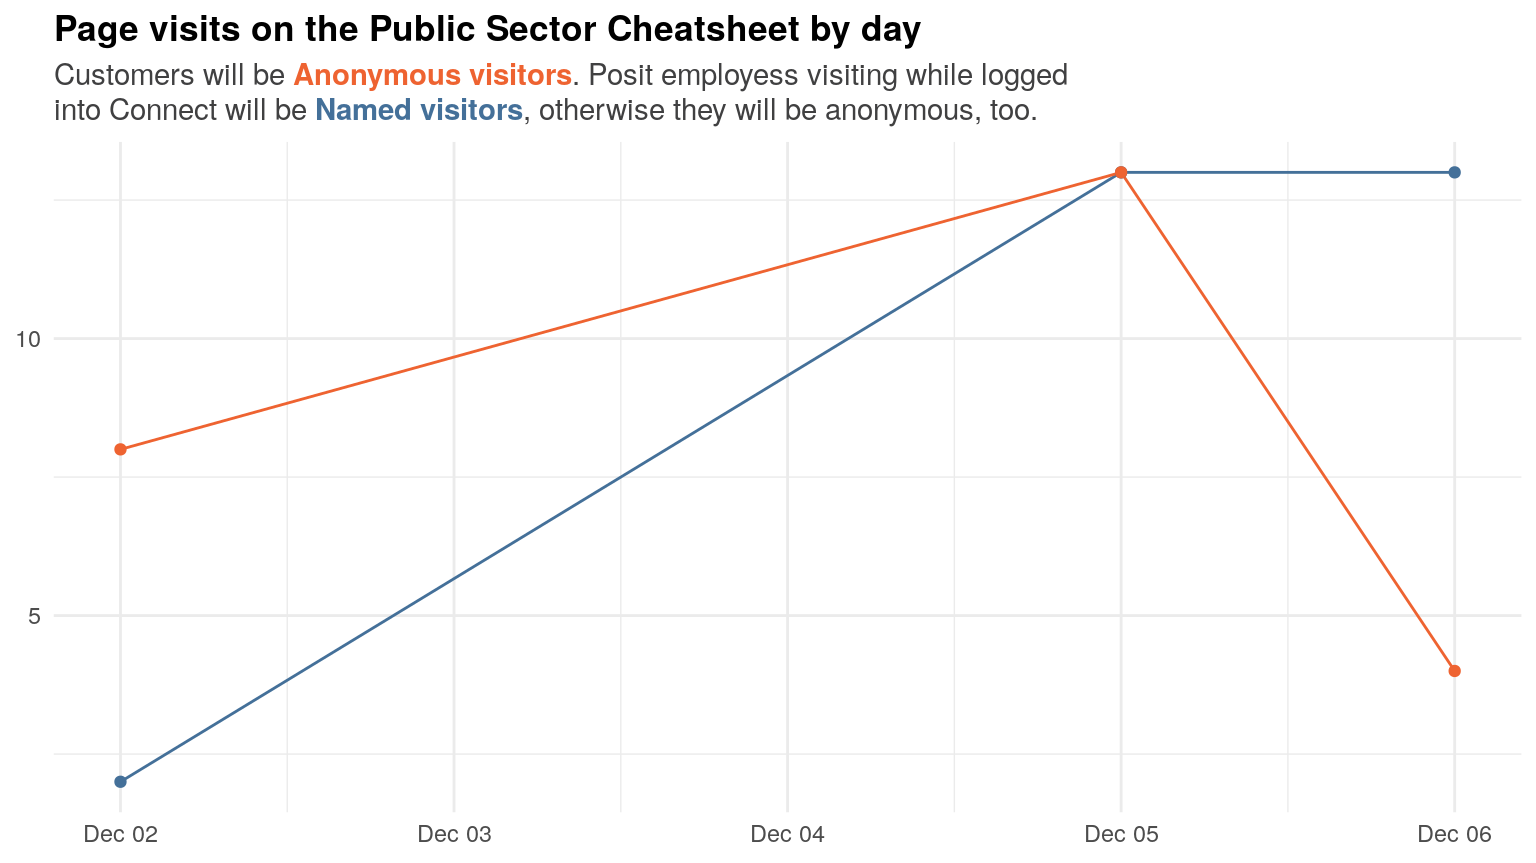 Page visits on the Public Sector Cheatsheet by day
Customers will be Anonymous visitors. Posit employess visiting while logged
into Connect will be Named visitors, otherwise they will be anonymous, too.
10
5
Dec 02 Dec 03 Dec 04 Dec 05 Dec 06